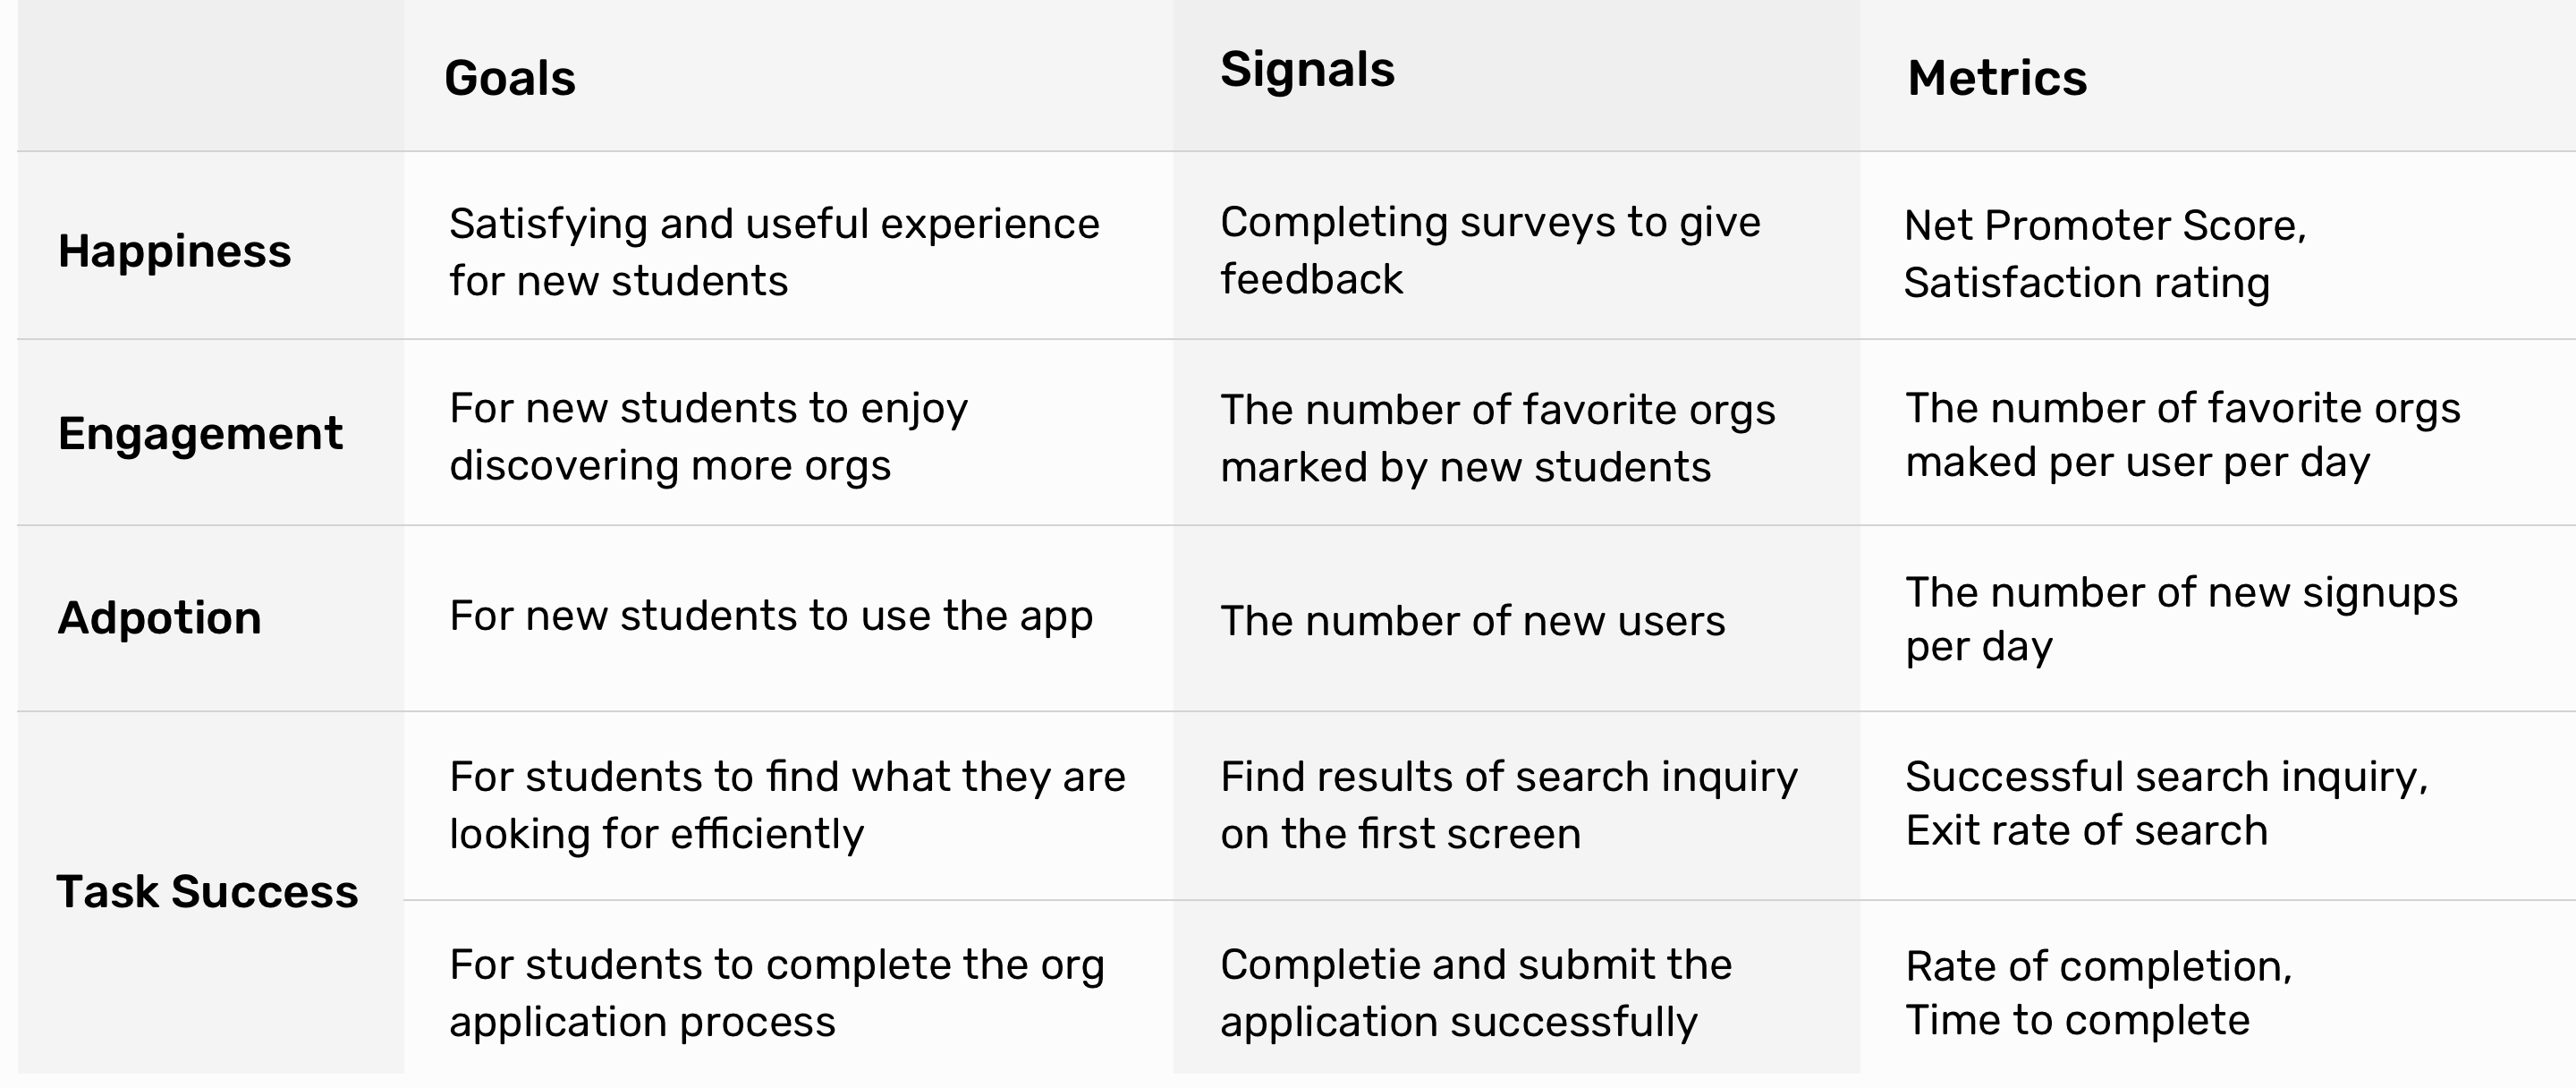 Goals
Signals
Metrics
Happiness
Satisfying and useful experience
for new students
Completing surveys to give
feedback
Net Promoter Score,
Satisfaction rating
Engagement
For new students to enjoy
discovering more orgs
The number of favorite orgs
marked by new students
The number of favorite orgs
maked per user per day
Adpotion
For new students to use the app
The number of new users
The number of new signups
per day
Task Success
For students to find what they are
looking for efficiently
Find results of search inquiry
on the first screen
Successful search inquiry,
Exit rate of search
For students to complete the org
application process
Completie and submit the
application successfully
Rate of completion,
Time to complete